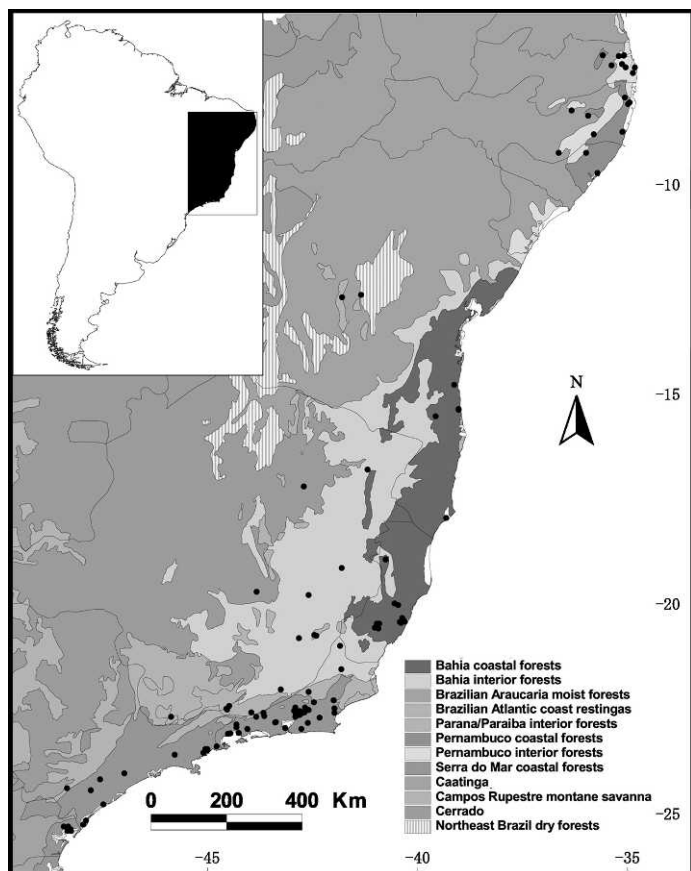 -10
-15
N
-20
Bahia coastal forests
Bahia interior forests
Brazilian Araucaria moist forests
Brazilian Atlantic coast restingas
Parana/Paraiba interior forests
Pernambuco coastal forests
Pernambuco interior forests
Serra do Mar coastal forests
Caatinga
Campos Rupestre montane savanna
Cerrado
Northeast Brazil dry forests
0 200 400 Km
-25
-45 -40 -35